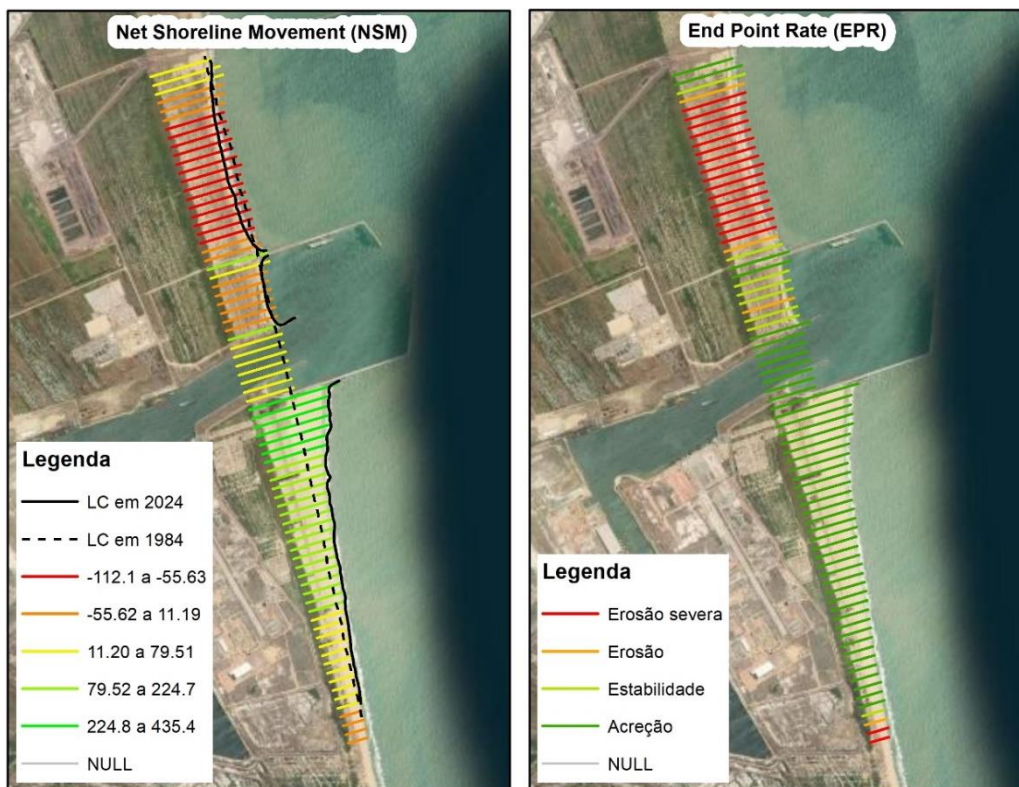 Net Shoreline Movement (NSM)
Legenda
LC em 2024
LC em 1984
-112.1 a -55.63
-55.62 a 11.19
11.20 a 79.51
79.52 a 224.7
224.8 a 435.4
NULL
End Point Rate (EPR)
Legenda
Erosão severa
Erosão
Estabilidade
Acreção
NULL